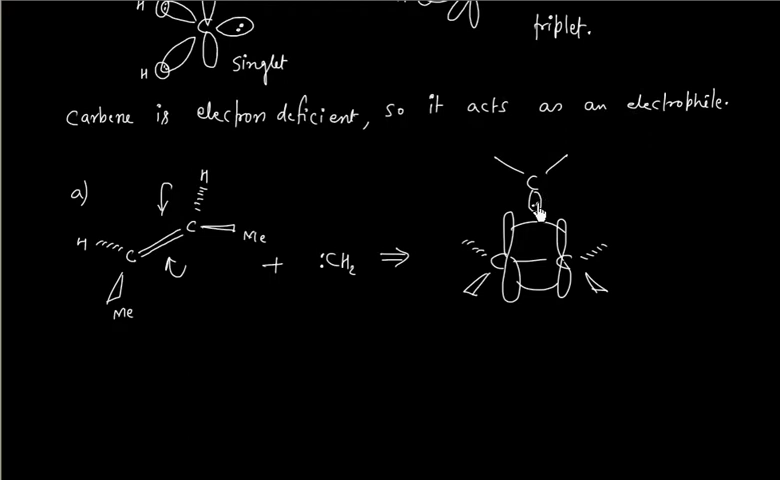 H
C
:
triplet.
H
Singlet
Carbene is electron deficient, so it acts as an electrophile.
a)
H
C
H
C
Me
Me
+
:CH2
⇒
C
C
C